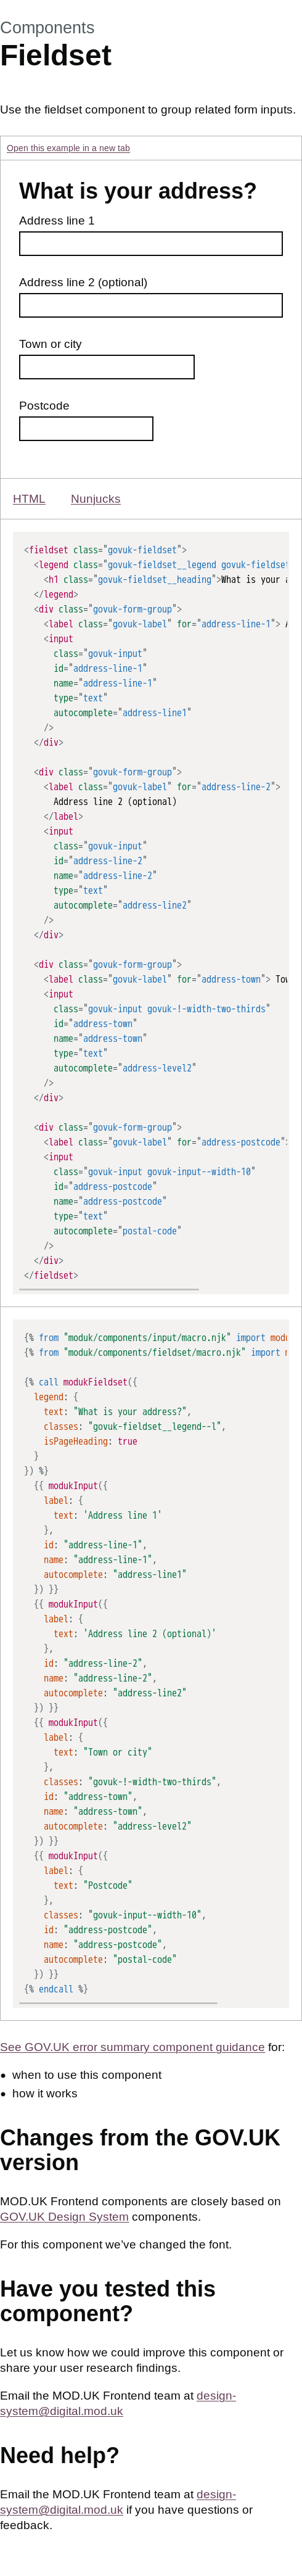 Components
Fieldset
Use the fieldset component to group related form inputs.
Open this example in a new tab
What is your address?
Address line 1
Address line 2 (optional)
Town or city
Postcode
HTML Nunjucks
<fieldset class="govuk-fieldset">
<legend class="govuk-fieldset__legend govuk-fieldset
<h1 class="govuk-fieldset__heading">What is your a
</legend>
<div class="govuk-form-group">
<label class="govuk-label" for="address-line-1"> A
<input
class="govuk-input"
id="address-line-1"
name="address-line-1"
type="text"
autocomplete="address-line1"
/>
</div>
<div class="govuk-form-group">
<label class="govuk-label" for="address-line-2">
Address line 2 (optional)
</label>
<input
class="govuk-input"
id="address-line-2"
name="address-line-2"
type="text"
autocomplete="address-line2"
/>
</div>
<div class="govuk-form-group">
<label class="govuk-label" for="address-town"> Tow
<input
class="govuk-input govuk-!-width-two-thirds"
id="address-town"
name="address-town"
type="text"
autocomplete="address-level2"
/>
</div>
<div class="govuk-form-group">
<label class="govuk-label" for="address-postcode">
<input
class="govuk-input govuk-input--width-10"
id="address-postcode"
name="address-postcode"
type="text"
autocomplete="postal-code"
/>
</div>
</fieldset>
{% from "moduk/components/input/macro.njk" import modu
{% from "moduk/components/fieldset/macro.njk" import m
{% call modukFieldset({
legend: {
text: "What is your address?",
classes: "govuk-fieldset__legend--l",
isPageHeading: true
}
}) %}
{{ modukInput({
label: {
text: 'Address line 1'
},
id: "address-line-1",
name: "address-line-1",
autocomplete: "address-line1"
}) }}
{{ modukInput({
label: {
text: 'Address line 2 (optional)'
},
id: "address-line-2",
name: "address-line-2",
autocomplete: "address-line2"
}) }}
{{ modukInput({
label: {
text: "Town or city"
},
classes: "govuk-!-width-two-thirds",
id: "address-town",
name: "address-town",
autocomplete: "address-level2"
}) }}
{{ modukInput({
label: {
text: "Postcode"
},
classes: "govuk-input--width-10",
id: "address-postcode",
name: "address-postcode",
autocomplete: "postal-code"
}) }}
{% endcall %}
See GOV.UK error summary component guidance for:
• when to use this component
• how it works
Changes from the GOV.UK
version
MOD.UK Frontend components are closely based on
GOV.UK Design System components.
For this component we've changed the font.
Have you tested this
component?
Let us know how we could improve this component or
share your user research findings.
Email the MOD.UK Frontend team at design-
system@digital.mod.uk
Need help?
Email the MOD.UK Frontend team at design-
system@digital.mod.uk if you have questions or
feedback.